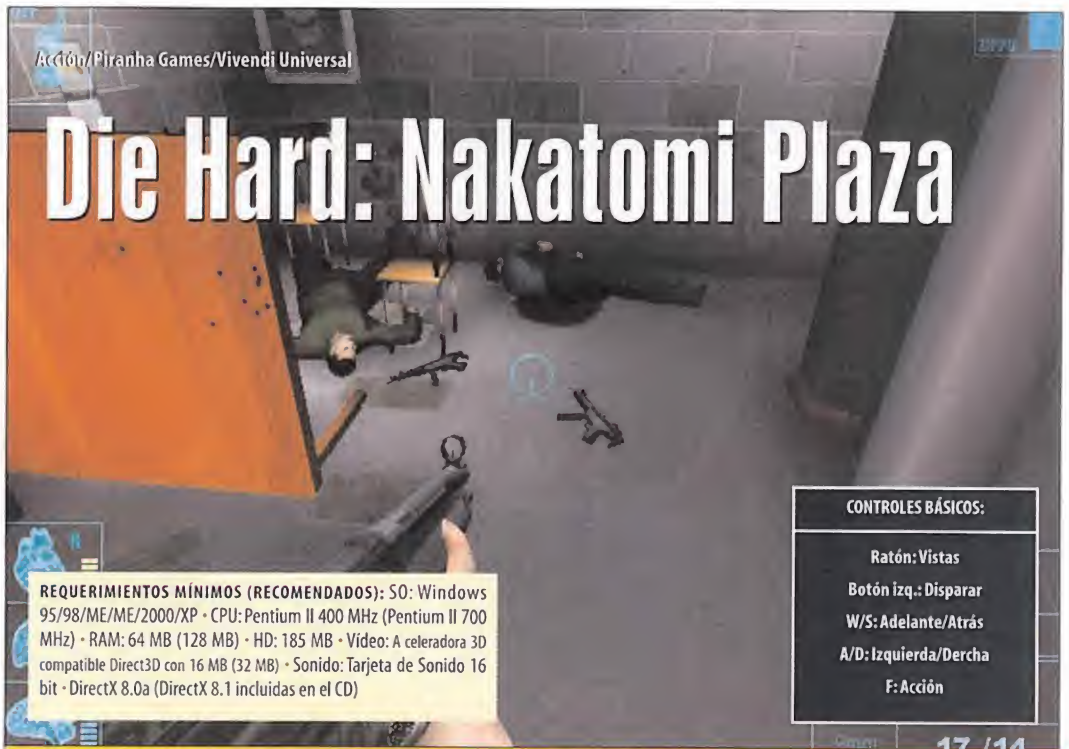 Acción/Piranha Games/Vivendi Universal
Die Hard: Nakatomi Plaza
REQUERIMIENTOS MÍNIMOS (RECOMENDADOS): SO: Windows
95/98/ME/ME/2000/XP • CPU: Pentium II 400 MHz (Pentium II 700
MHz) • RAM: 64 MB (128 MB) • HD: 185 MB • Vídeo: A celeradora 3D
compatible Direct3D con 16 MB (32 MB) • Sonido: Tarjeta de Sonido 16
bit • DirectX 8.0a (DirectX 8.1 incluidas en el CD)
CONTROLES BÁSICOS:
Ratón: Vistas
Botón izq.: Disparar
W/S: Adelante/Atrás
A/D: Izquierda/Dercha
F: Acción
17 /14